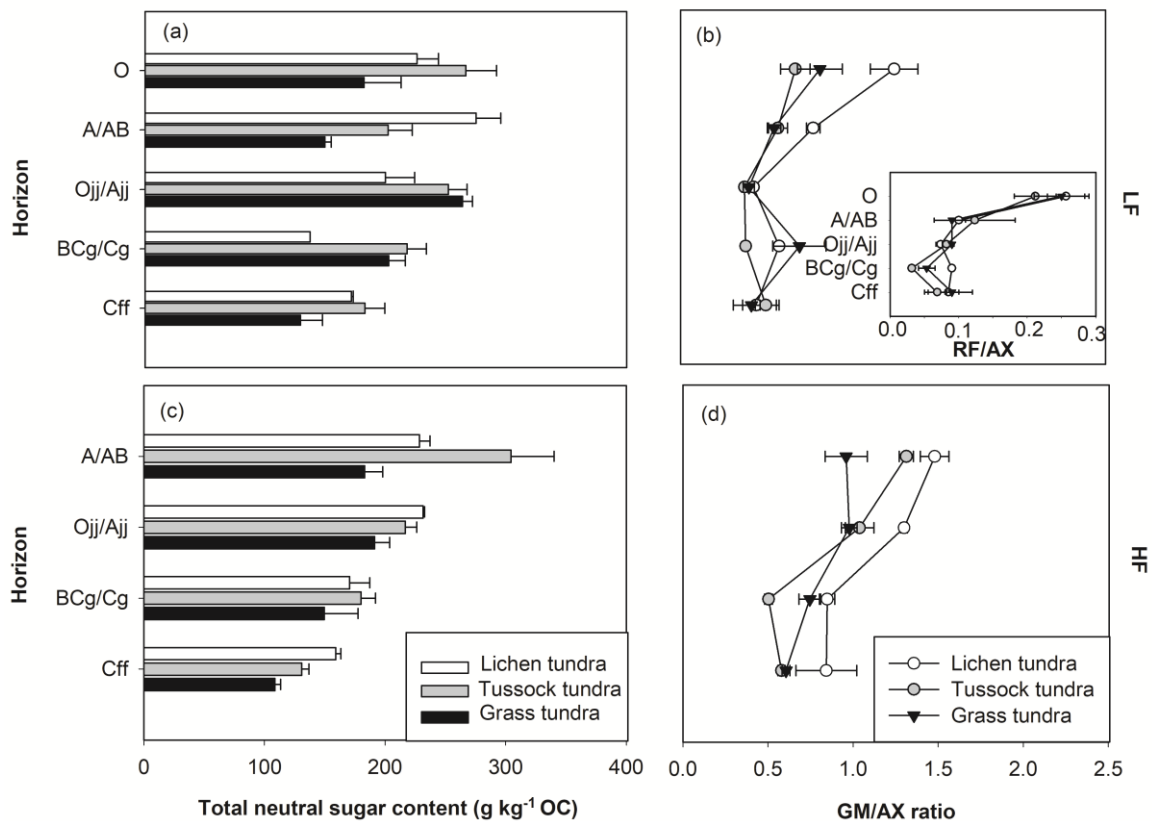 (a)
Horizon
O
A/AB
Ojj/Ajj
BCg/Cg
Cff
(b)
LF
O
A/AB
Ojj/Ajj
BCg/Cg
Cff
0.0 0.1 0.2 0.3
RF/AX
(c)
Horizon
A/AB
Ojj/Ajj
BCg/Cg
Cff
Lichen tundra
Tussock tundra
Grass tundra
0 100 200 300 400
Total neutral sugar content (g kg⁻¹ OC)
(d)
HF
Lichen tundra
Tussock tundra
Grass tundra
0.0 0.5 1.0 1.5 2.0 2.5
GM/AX ratio